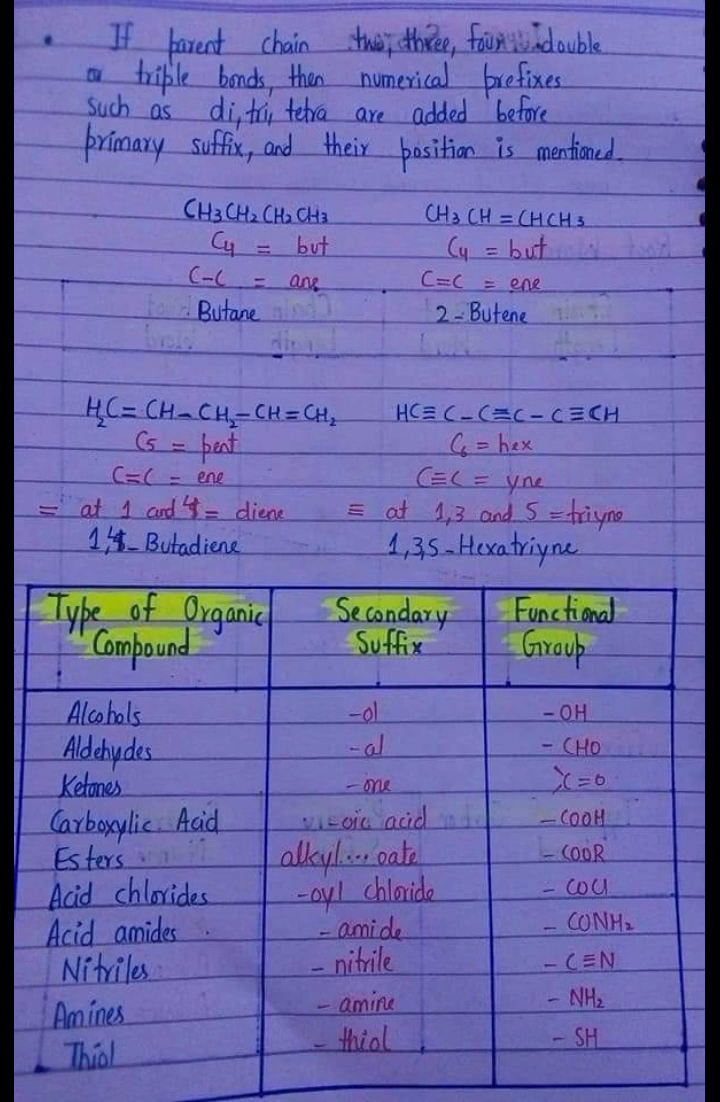 • If parent chain two, three, four double
or triple bonds, then numerical prefixes
such as di, tri, tetra are added before
primary suffix, and their position is mentioned.
CH3CH2CH2CH3 CH3CH=CHCH3
C4 = but C4 = but
C-C = ane C=C = ene
Butane 2-Butene
H2C=CH-CH2-CH=CH2 HC≡C-C≡C-C≡CH
C5 = pent C6 = hex
C=C = ene C≡C = yne
= at 1 and 4 = diene ≡ at 1,3 and 5 = triyne
1,4-Butadiene 1,3,5-Hexatriyne
Type of Organic Compound Secondary Suffix Functional Group
Alcohols -ol -OH
Aldehydes -al -CHO
Ketones -one >C=O
Carboxylic Acid -oic acid -COOH
Esters alkyl...oate -COOR
Acid chlorides -oyl chloride -COCl
Acid amides -amide -CONH2
Nitriles -nitrile -C≡N
Amines -amine -NH2
Thiol -thiol -SH